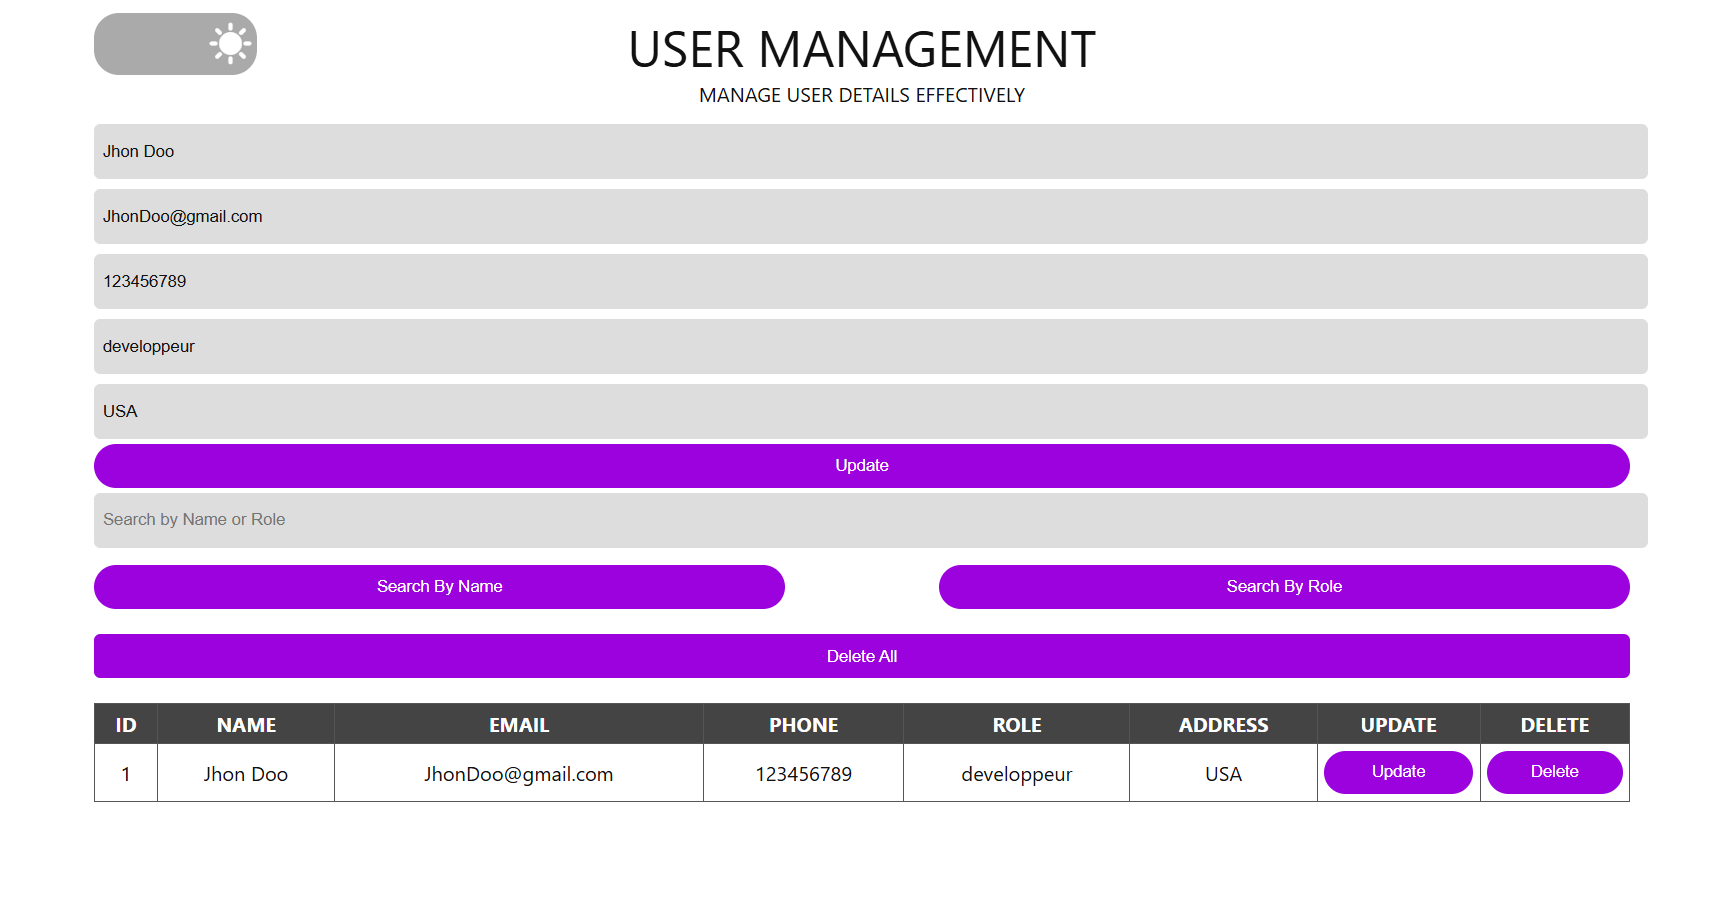 USER MANAGEMENT
MANAGE USER DETAILS EFFECTIVELY
Jhon Doo
JhonDoo@gmail.com
123456789
developpeur
USA
Update
Search by Name or Role
Search By Name Search By Role
Delete All
ID NAME EMAIL PHONE ROLE ADDRESS UPDATE DELETE
1 Jhon Doo JhonDoo@gmail.com 123456789 developpeur USA Update Delete